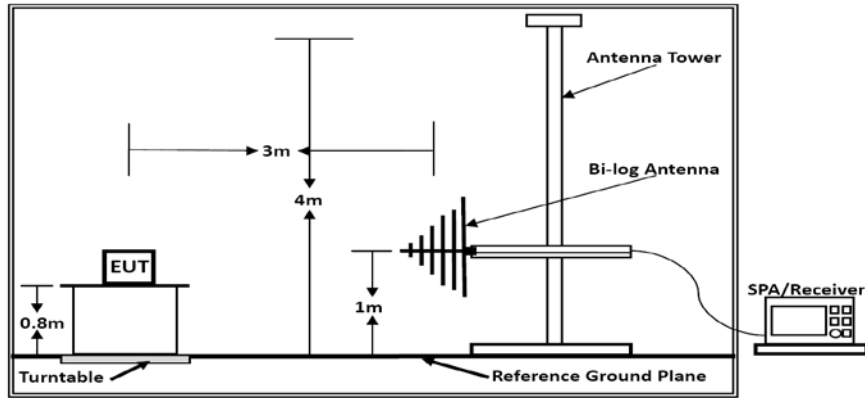 Antenna Tower
3m
Bi-log Antenna
4m
EUT
0.8m
1m
SPA/Receiver
Turntable
Reference Ground Plane